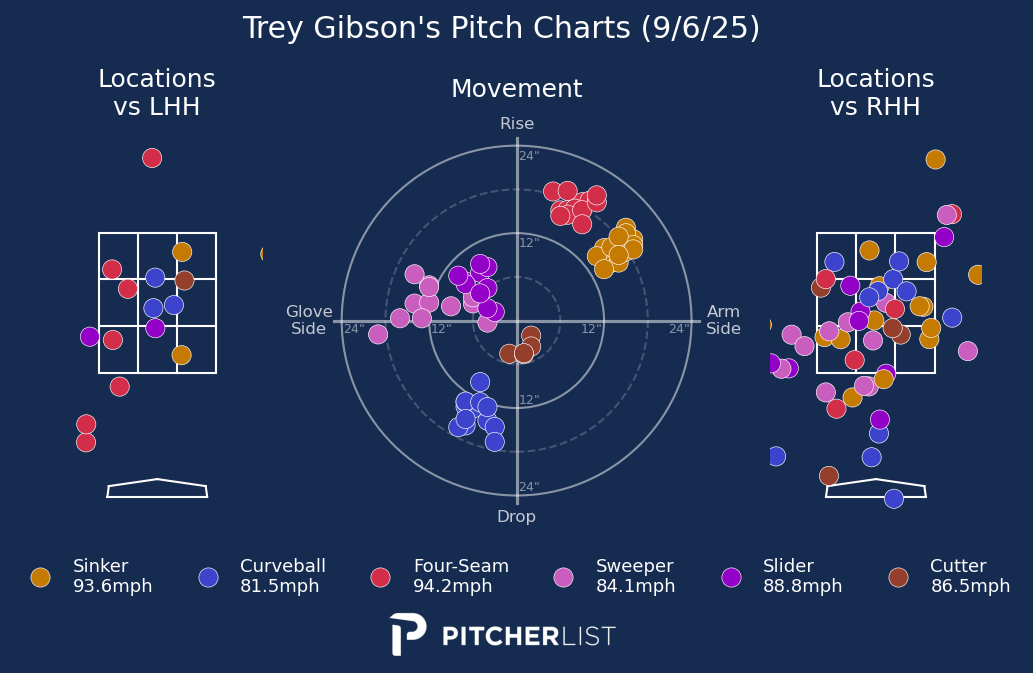 Trey Gibson's Pitch Charts (9/6/25)
Locations
vs LHH
Movement
Locations
vs RHH
Rise
24"
12"
Glove
Side
24"
12"
12"
24"
Arm
Side
12"
24"
Drop
Sinker
93.6mph
Curveball
81.5mph
Four-Seam
94.2mph
Sweeper
84.1mph
Slider
88.8mph
Cutter
86.5mph
PITCHERLIST